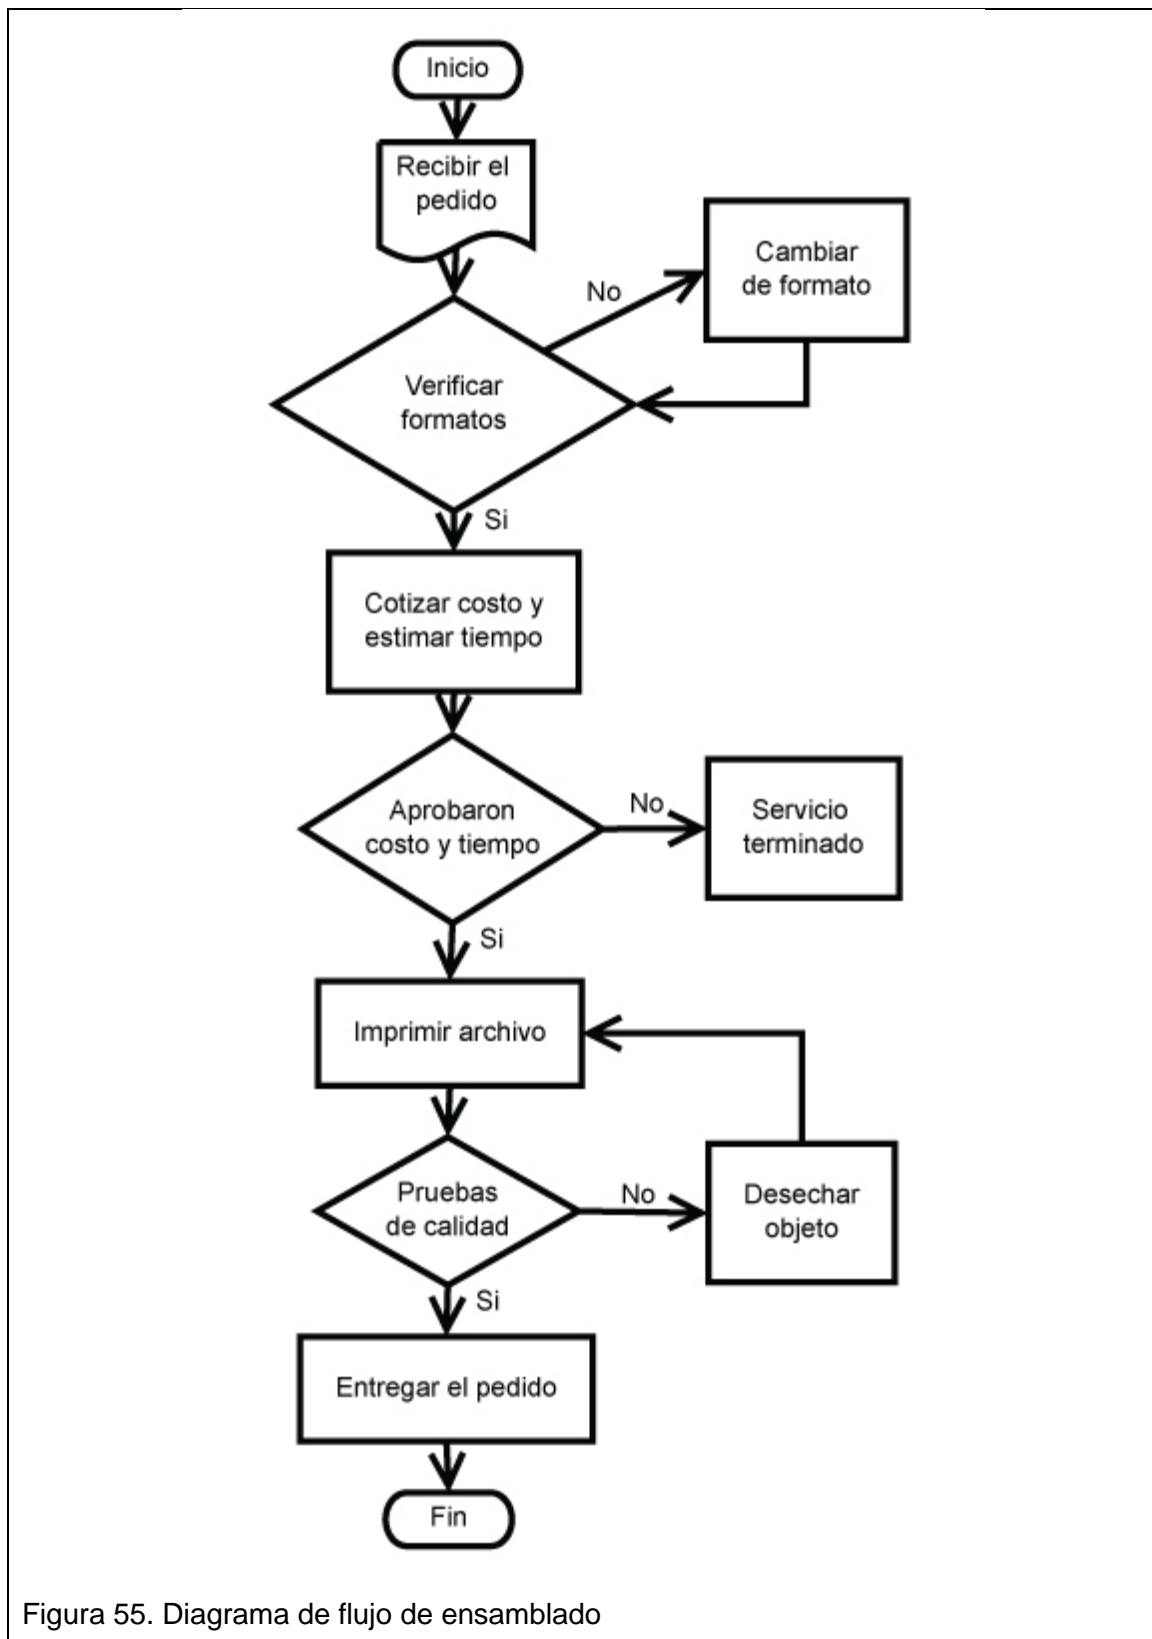 Inicio
Recibir el
pedido
No
Cambiar
de formato
Verificar
formatos
Si
Cotizar costo y
estimar tiempo
Aprobaron
costo y tiempo
No
Servicio
terminado
Si
Imprimir archivo
Pruebas
de calidad
No
Desechar
objeto
Si
Entregar el pedido
Fin
Figura 55. Diagrama de flujo de ensamblado